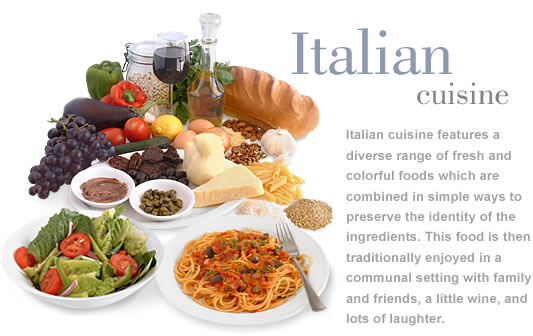 Italian
cuisine
Italian cuisine features a
diverse range of fresh and
colorful foods which are
combined in simple ways to
preserve the identity of the
ingredients. This food is then
traditionally enjoyed in a
communal setting with family
and friends, a little wine, and
lots of laughter.